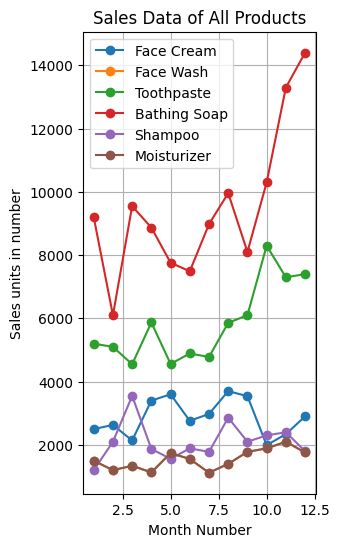 Sales Data of All Products
Face Cream
Face Wash
Toothpaste
Bathing Soap
Shampoo
Moisturizer
14000
12000
10000
8000
6000
4000
2000
Sales units in number
2.5
5.0
7.5
10.0
12.5
Month Number